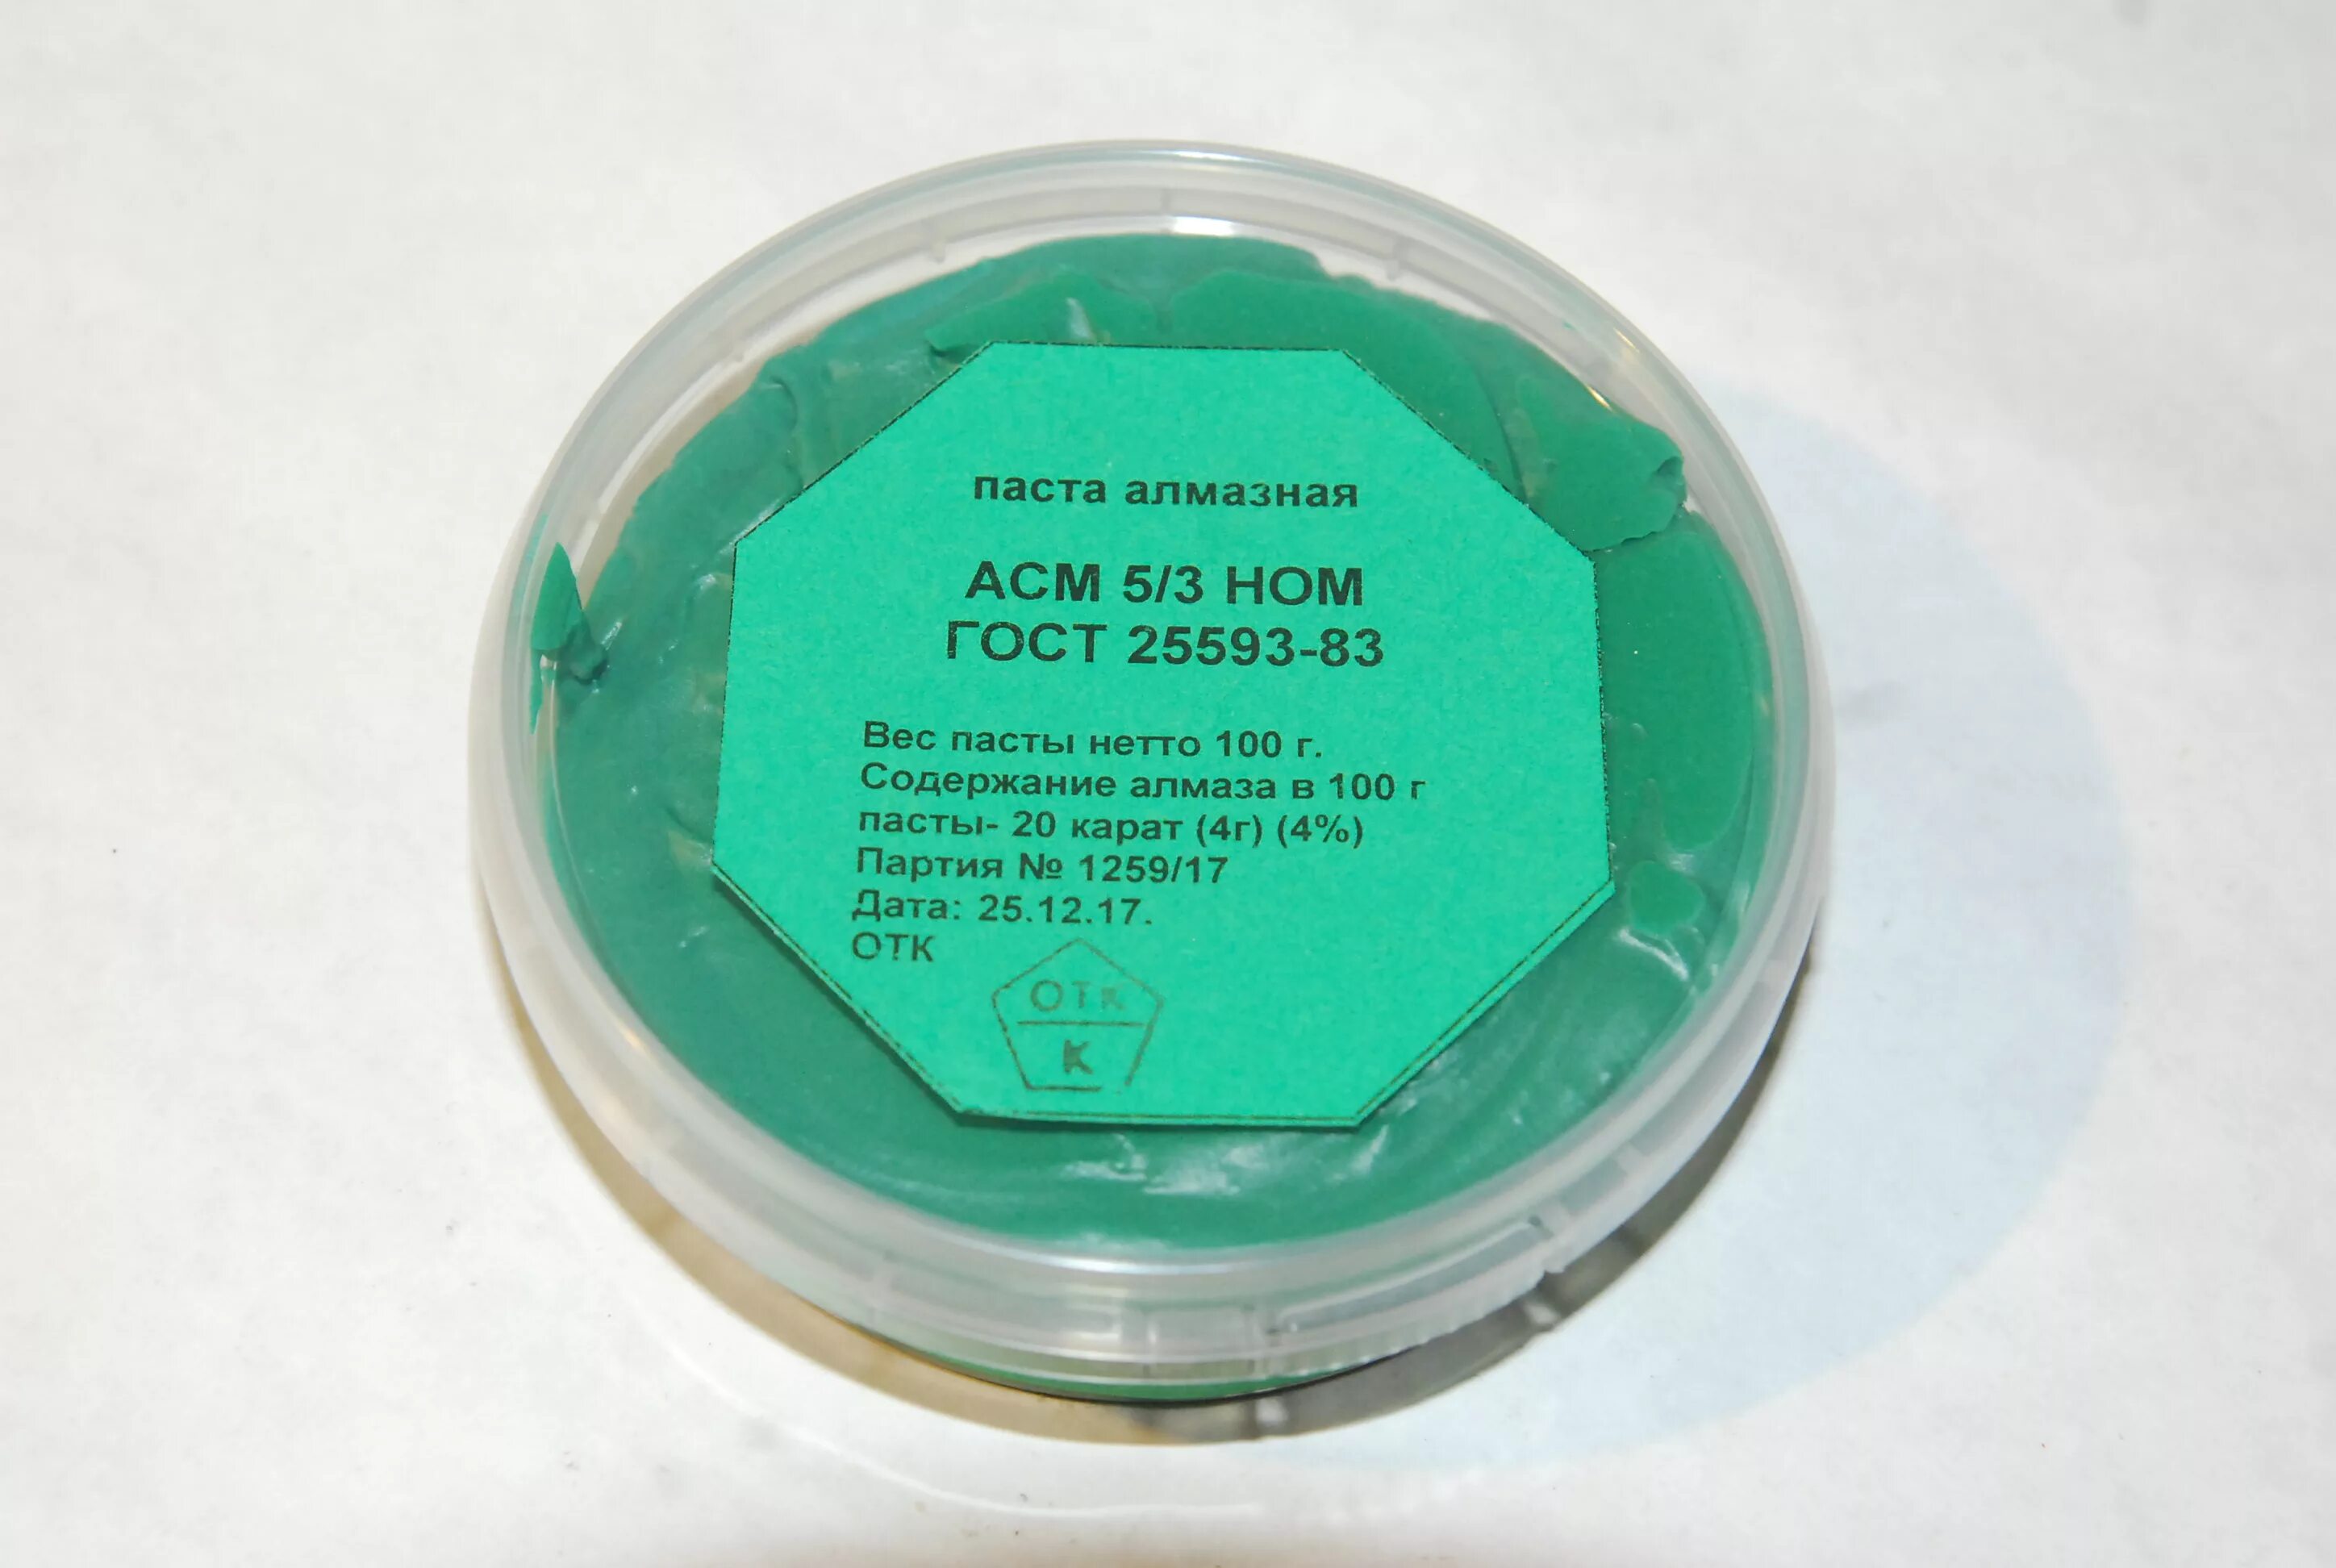 паста алмазная
АСМ 5/3 НОМ
ГОСТ 25593-83
Вес пасты нетто 100 г.
Содержание алмаза в 100 г
пасты- 20 карат (4г) (4%)
Партия № 1259/17
Дата: 25.12.17.
ОТК
ОТК
К